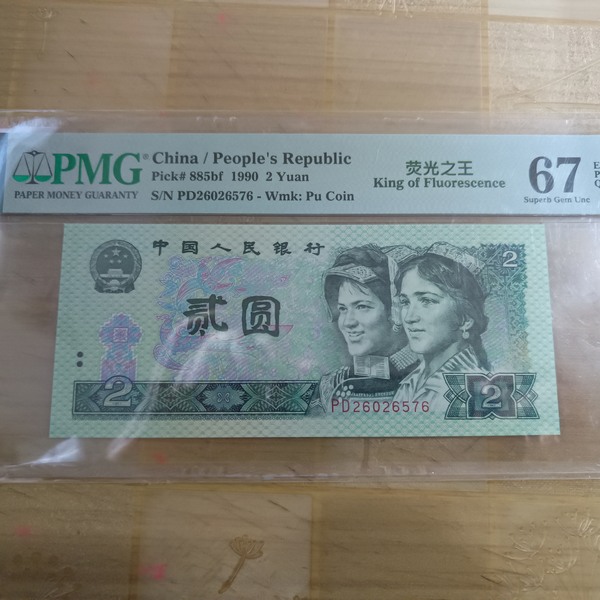 PMG® China / People's Republic
Pick# 885bf 1990 2 Yuan
PAPER MONEY GUARANTY S/N PD26026576 - Wmk: Pu Coin
荧光之王
King of Fluorescence
67 E
Superb Gem Unc
P
Q
中国人民银行
2
贰圆
2
PD26026576
2